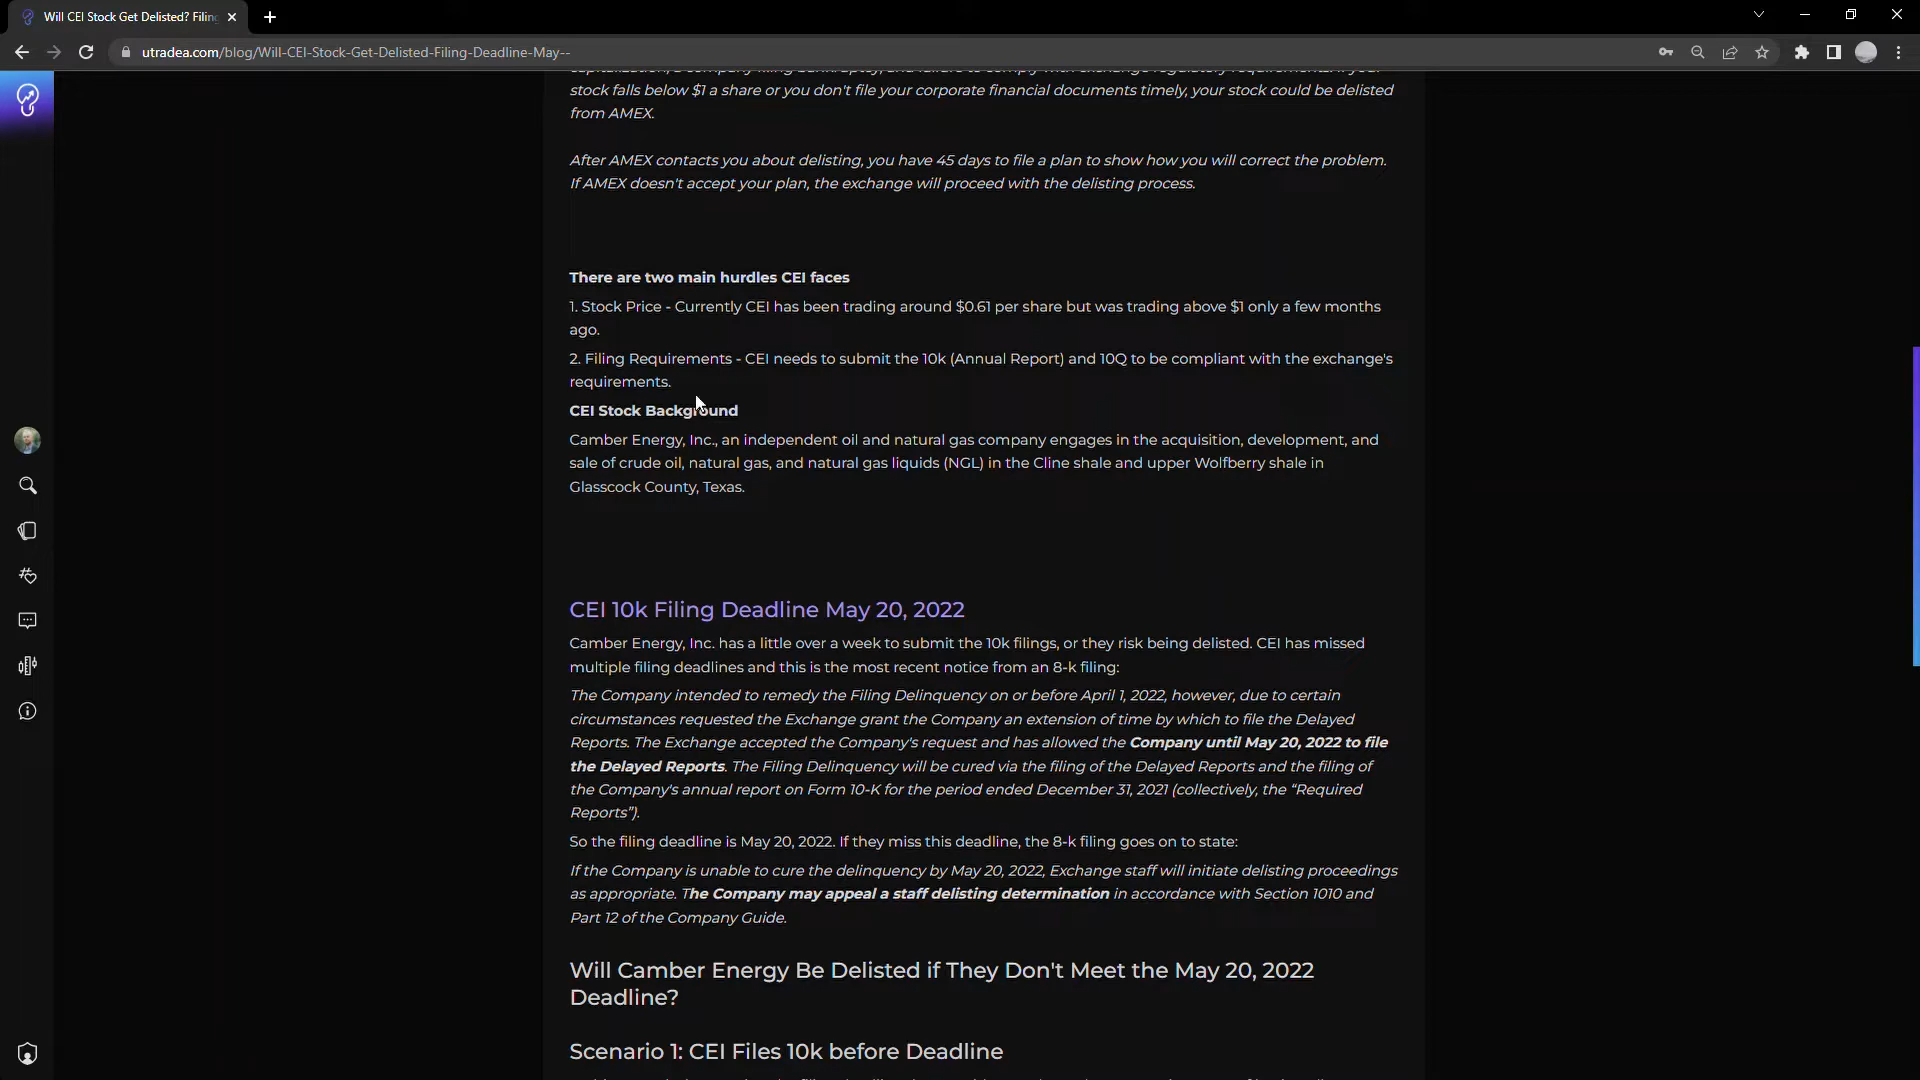 Will CEI Stock Get Delisted? Filin
utradea.com/blog/Will-CEI-Stock-Get-Delisted-Filing-Deadline-May--
stock falls below $1 a share or you don't file your corporate financial documents timely, your stock could be delisted
from AMEX.
After AMEX contacts you about delisting, you have 45 days to file a plan to show how you will correct the problem.
If AMEX doesn't accept your plan, the exchange will proceed with the delisting process.
There are two main hurdles CEI faces
1. Stock Price - Currently CEI has been trading around $0.61 per share but was trading above $1 only a few months
ago.
2. Filing Requirements - CEI needs to submit the 10k (Annual Report) and 10Q to be compliant with the exchange's
requirements.
CEI Stock Background
Camber Energy, Inc., an independent oil and natural gas company engages in the acquisition, development, and
sale of crude oil, natural gas, and natural gas liquids (NGL) in the Cline shale and upper Wolfberry shale in
Glasscock County, Texas.
CEI 10k Filing Deadline May 20, 2022
Camber Energy, Inc. has a little over a week to submit the 10k filings, or they risk being delisted. CEI has missed
multiple filing deadlines and this is the most recent notice from an 8-k filing:
The Company intended to remedy the Filing Delinquency on or before April 1, 2022, however, due to certain
circumstances requested the Exchange grant the Company an extension of time by which to file the Delayed
Reports. The Exchange accepted the Company's request and has allowed the Company until May 20, 2022 to file
the Delayed Reports. The Filing Delinquency will be cured via the filing of the Delayed Reports and the filing of
the Company's annual report on Form 10-K for the period ended December 31, 2021 (collectively, the “Required
Reports”).
So the filing deadline is May 20, 2022. If they miss this deadline, the 8-k filing goes on to state:
If the Company is unable to cure the delinquency by May 20, 2022, Exchange staff will initiate delisting proceedings
as appropriate. The Company may appeal a staff delisting determination in accordance with Section 1010 and
Part 12 of the Company Guide.
Will Camber Energy Be Delisted if They Don't Meet the May 20, 2022
Deadline?
Scenario 1: CEI Files 10k before Deadline